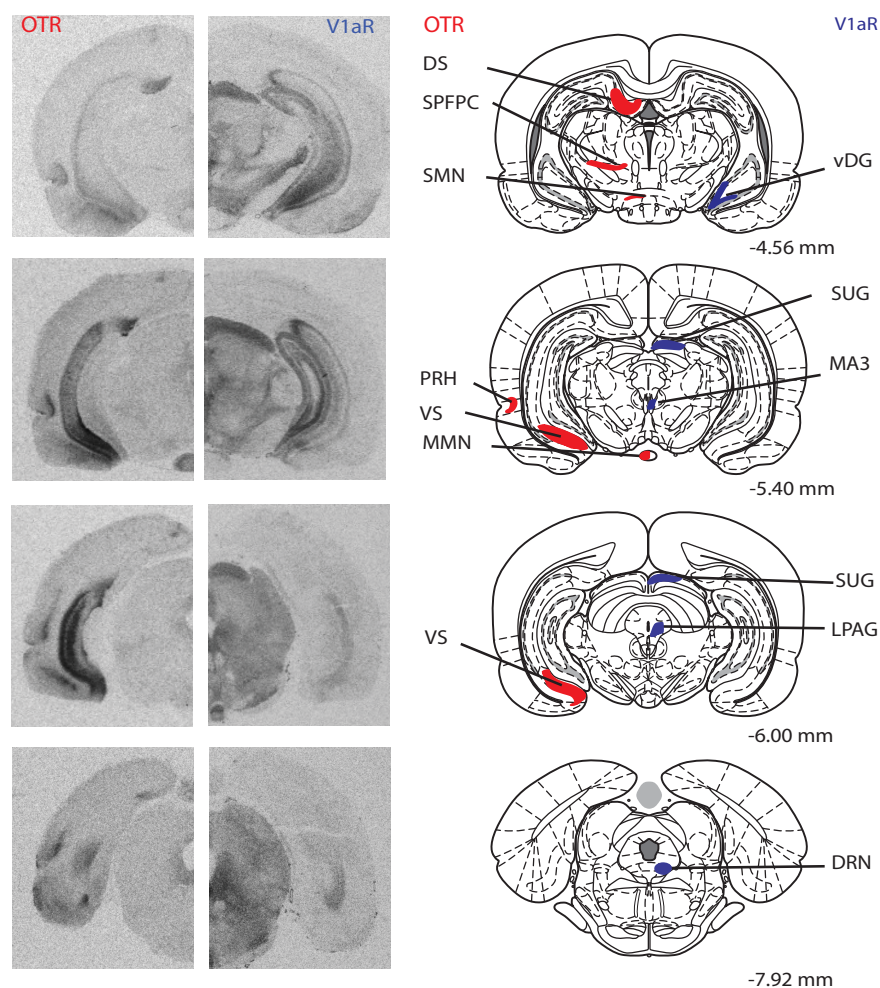 OTR
V1aR
OTR
V1aR
DS
SPFPC
SMN
vDG
-4.56 mm
SUG
MA3
PRH
VS
MMN
-5.40 mm
SUG
LPAG
VS
-6.00 mm
DRN
-7.92 mm